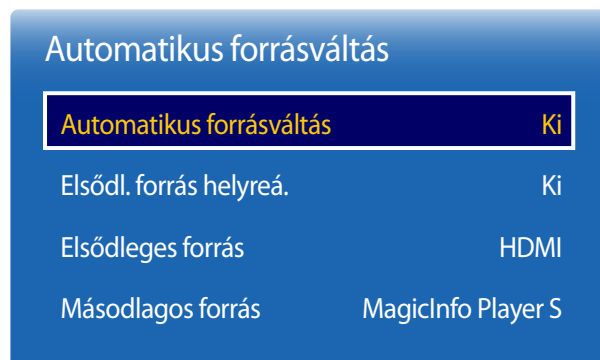 Automatikus forrásváltás
Automatikus forrásváltás Ki
Elsődl. forrás helyreá. Ki
Elsődleges forrás HDMI
Másodlagos forrás MagicInfo Player S